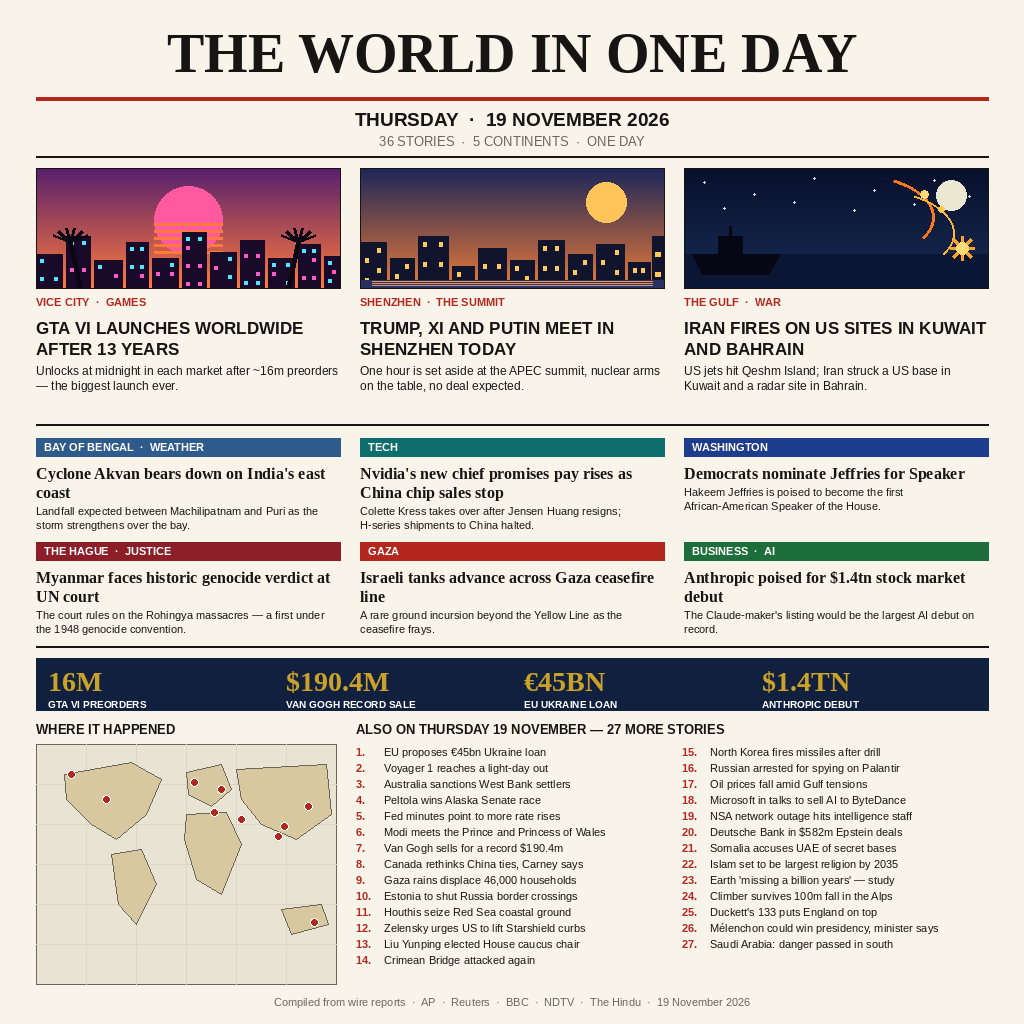 THE WORLD IN ONE DAY
THURSDAY · 19 NOVEMBER 2026
36 STORIES · 5 CONTINENTS · ONE DAY
VICE CITY · GAMES
GTA VI LAUNCHES WORLDWIDE
AFTER 13 YEARS
Unlocks at midnight in each market after ~16m preorders
— the biggest launch ever.
SHENZHEN · THE SUMMIT
TRUMP, XI AND PUTIN MEET IN
SHENZHEN TODAY
One hour is set aside at the APEC summit, nuclear arms
on the table, no deal expected.
THE GULF · WAR
IRAN FIRES ON US SITES IN KUWAIT
AND BAHRAIN
US jets hit Qeshm Island; Iran struck a US base in
Kuwait and a radar site in Bahrain.
BAY OF BENGAL · WEATHER
Cyclone Akvan bears down on India's east
coast
Landfall expected between Machilipatnam and Puri as the
storm strengthens over the bay.
TECH
Nvidia's new chief promises pay rises as
China chip sales stop
Colette Kress takes over after Jensen Huang resigns;
H-series shipments to China halted.
WASHINGTON
Democrats nominate Jeffries for Speaker
Hakeem Jeffries is poised to become the first
African-American Speaker of the House.
THE HAGUE · JUSTICE
Myanmar faces historic genocide verdict at
UN court
The court rules on the Rohingya massacres — a first under
the 1948 genocide convention.
GAZA
Israeli tanks advance across Gaza ceasefire
line
A rare ground incursion beyond the Yellow Line as the
ceasefire frays.
BUSINESS · AI
Anthropic poised for $1.4tn stock market
debut
The Claude-maker's listing would be the largest AI debut on
record.
16M
GTA VI PREORDERS
$190.4M
VAN GOGH RECORD SALE
€45BN
EU UKRAINE LOAN
$1.4TN
ANTHROPIC DEBUT
WHERE IT HAPPENED
ALSO ON THURSDAY 19 NOVEMBER — 27 MORE STORIES
1. EU proposes €45bn Ukraine loan
2. Voyager 1 reaches a light-day out
3. Australia sanctions West Bank settlers
4. Peltola wins Alaska Senate race
5. Fed minutes point to more rate rises
6. Modi meets the Prince and Princess of Wales
7. Van Gogh sells for a record $190.4m
8. Canada rethinks China ties, Carney says
9. Gaza rains displace 46,000 households
10. Estonia to shut Russia border crossings
11. Houthis seize Red Sea coastal ground
12. Zelensky urges US to lift Starshield curbs
13. Liu Yunping elected House caucus chair
14. Crimean Bridge attacked again
15. North Korea fires missiles after drill
16. Russian arrested for spying on Palantir
17. Oil prices fall amid Gulf tensions
18. Microsoft in talks to sell AI to ByteDance
19. NSA network outage hits intelligence staff
20. Deutsche Bank in $582m Epstein deals
21. Somalia accuses UAE of secret bases
22. Islam set to be largest religion by 2035
23. Earth 'missing a billion years' — study
24. Climber survives 100m fall in the Alps
25. Duckett's 133 puts England on top
26. Mélenchon could win presidency, minister says
27. Saudi Arabia: danger passed in south
Compiled from wire reports · AP · Reuters · BBC · NDTV · The Hindu · 19 November 2026